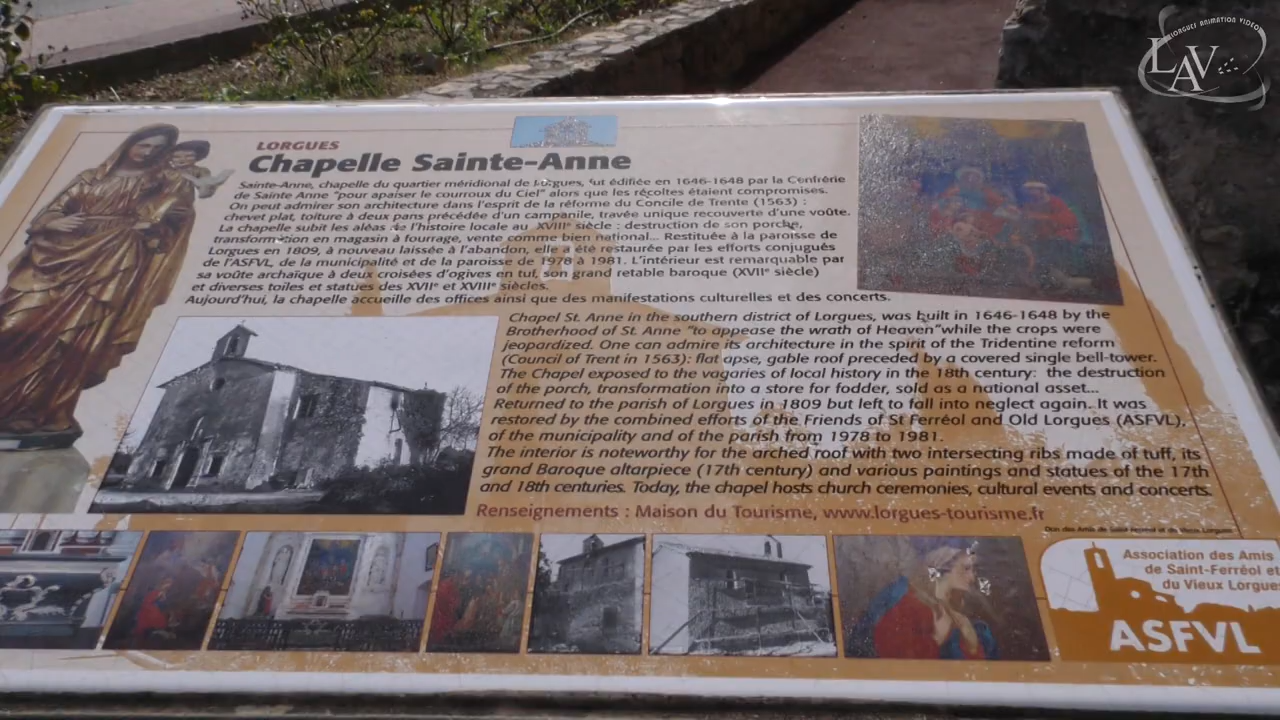 LORGUES ANIMATION VIDEOS
LAV
LORGUES
Chapelle Sainte-Anne
Sainte-Anne, chapelle du quartier méridional de Lorgues, fut édifiée en 1646-1648 par la Confrérie
de Sainte Anne "pour apaiser le courroux du Ciel" alors que les récoltes étaient compromises.
On peut admirer son architecture dans l'esprit de la réforme du Concile de Trente (1563) :
chevet plat, toiture à deux pans précédée d'un campanile, travée unique recouverte d'une voûte.
La chapelle subit les aléas de l'histoire locale au XVIIIe siècle : destruction de son porche,
transformation en magasin à fourrage, vente comme bien national... Restituée à la paroisse de
Lorgues en 1809, à nouveau laissée à l'abandon, elle a été restaurée par les efforts conjugués
de l'ASFVL, de la municipalité et de la paroisse de 1978 à 1981. L'intérieur est remarquable par
sa voûte archaïque à deux croisées d'ogives en tuf, son grand retable baroque (XVIIe siècle)
et diverses toiles et statues des XVIIe et XVIIIe siècles.
Aujourd'hui, la chapelle accueille des offices ainsi que des manifestations culturelles et des concerts.
Chapel St. Anne in the southern district of Lorgues, was built in 1646-1648 by the
Brotherhood of St. Anne "to appease the wrath of Heaven"while the crops were
jeopardized. One can admire its architecture in the spirit of the Tridentine reform
(Council of Trent in 1563): flat apse, gable roof preceded by a covered single bell-tower.
The Chapel exposed to the vagaries of local history in the 18th century: the destruction
of the porch, transformation into a store for fodder, sold as a national asset...
Returned to the parish of Lorgues in 1809 but left to fall into neglect again. It was
restored by the combined efforts of the Friends of St Ferréol and Old Lorgues (ASFVL),
of the municipality and of the parish from 1978 to 1981.
The interior is noteworthy for the arched roof with two intersecting ribs made of tuff, its
grand Baroque altarpiece (17th century) and various paintings and statues of the 17th
and 18th centuries. Today, the chapel hosts church ceremonies, cultural events and concerts.
Renseignements : Maison du Tourisme, www.lorgues-tourisme.fr
Don des Amis de Saint-Ferréol et du Vieux Lorgues
Association des Amis
de Saint-Ferréol et
du Vieux Lorgue
ASFVL